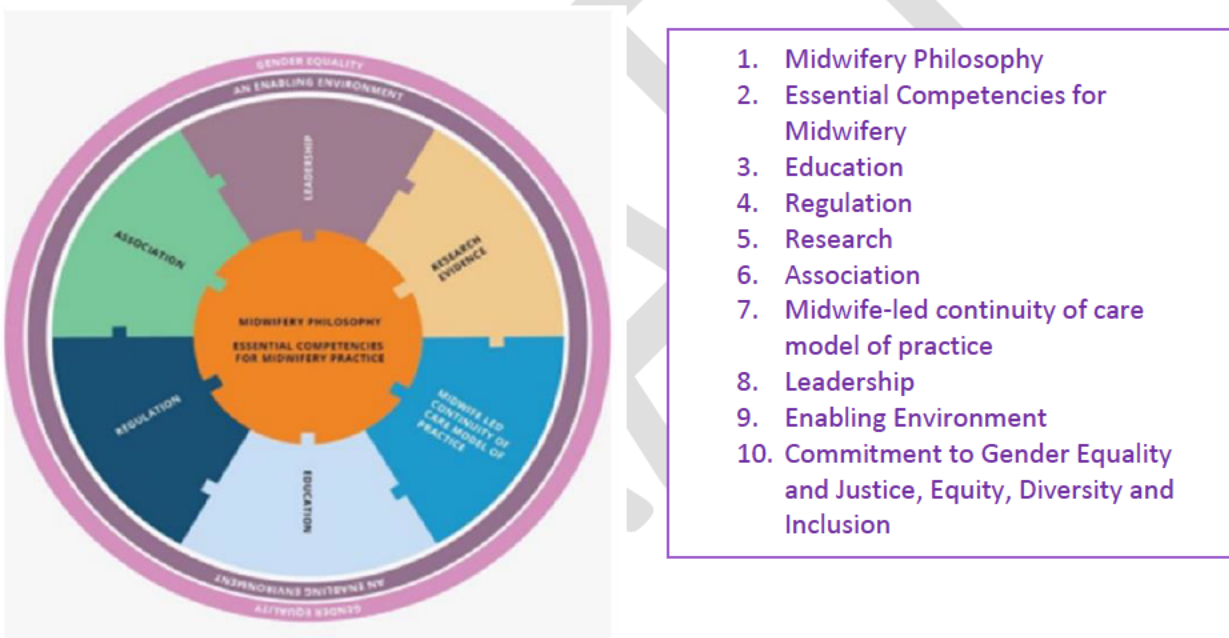 GENDER EQUALITY
AN ENABLING ENVIRONMENT
LEADERSHIP
ASSOCIATION
RESEARCH
EVIDENCE
MIDWIFERY PHILOSOPHY
ESSENTIAL COMPETENCIES
FOR MIDWIFERY PRACTICE
REGULATION
MIDWIFE LED
CONTINUITY OF
CARE MODEL OF
PRACTICE
EDUCATION
AN ENABLING ENVIRONMENT
GENDER EQUALITY
1. Midwifery Philosophy
2. Essential Competencies for
Midwifery
3. Education
4. Regulation
5. Research
6. Association
7. Midwife-led continuity of care
model of practice
8. Leadership
9. Enabling Environment
10. Commitment to Gender Equality
and Justice, Equity, Diversity and
Inclusion